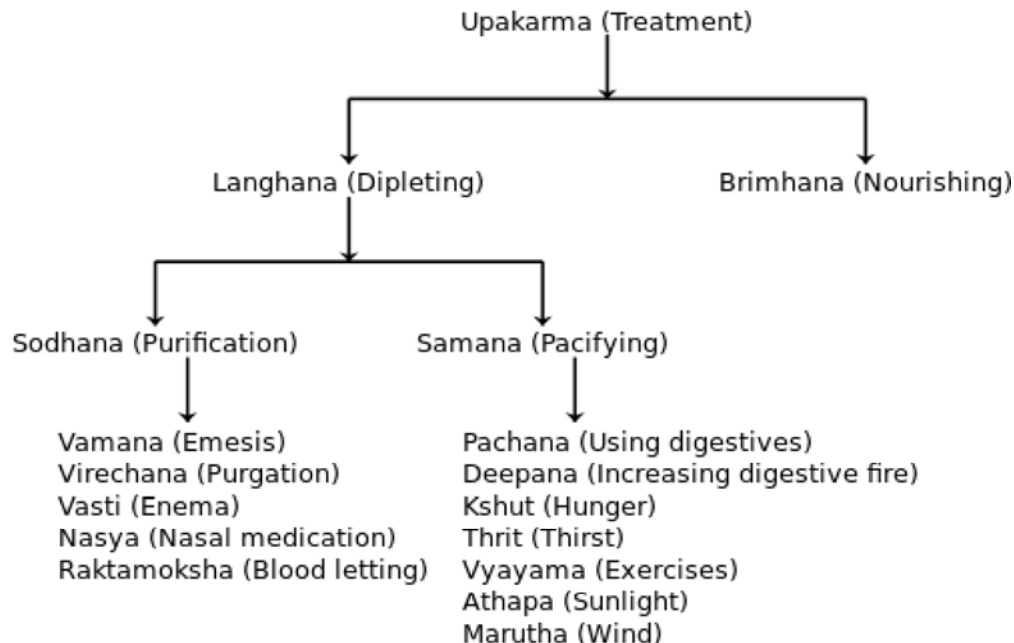 Upakarma (Treatment)
Langhana (Dipleting)
Brimhana (Nourishing)
Sodhana (Purification)
Samana (Pacifying)
Vamana (Emesis)
Virechana (Purgation)
Vasti (Enema)
Nasya (Nasal medication)
Raktamoksha (Blood letting)
Pachana (Using digestives)
Deepana (Increasing digestive fire)
Kshut (Hunger)
Thrit (Thirst)
Vyayama (Exercises)
Athapa (Sunlight)
Marutha (Wind)